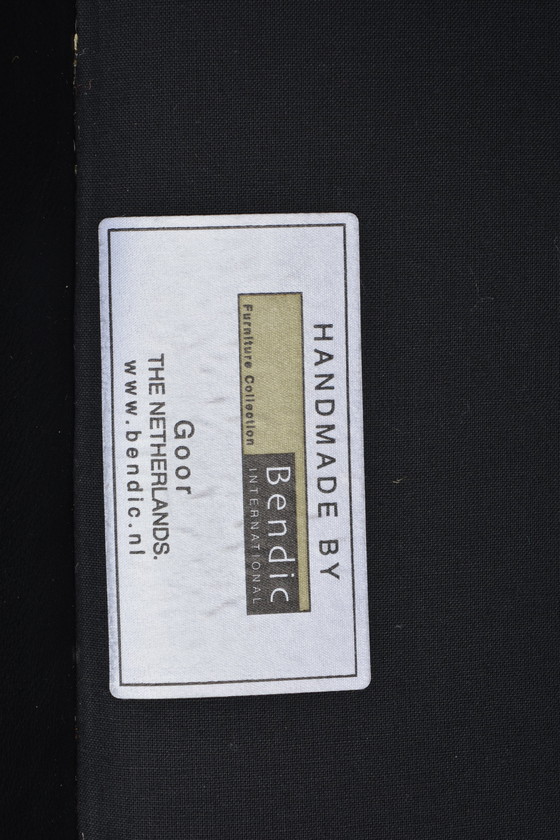 HANDMADE BY
Bendic
INTERNATIONAL
Furniture Collection
Goor
THE NETHERLANDS.
www.bendic.nl